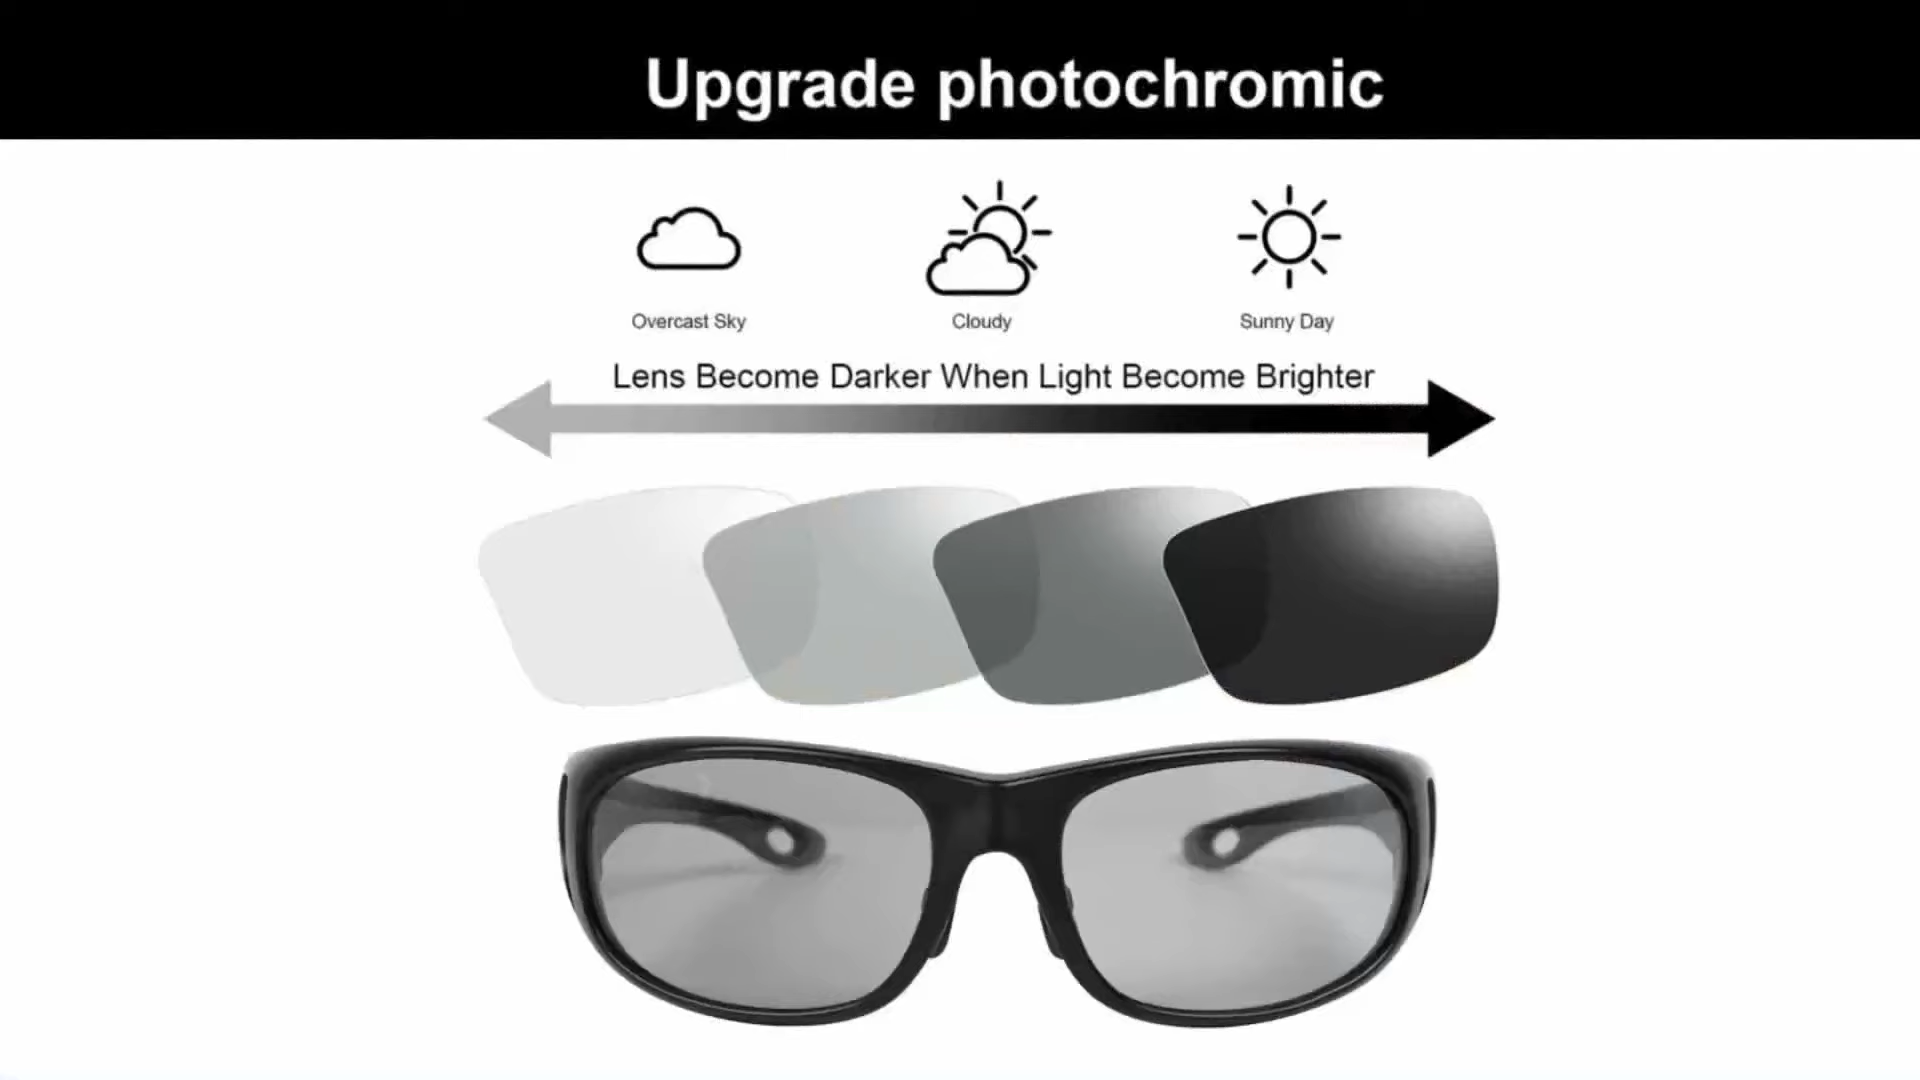 Upgrade photochromic
Overcast Sky
Cloudy
Sunny Day
Lens Become Darker When Light Become Brighter